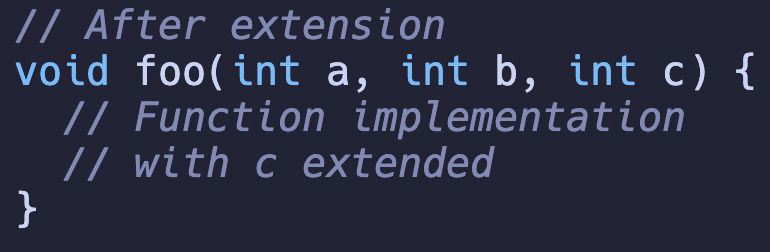 // After extension
void foo(int a, int b, int c) {
  // Function implementation
  // with c extended
}